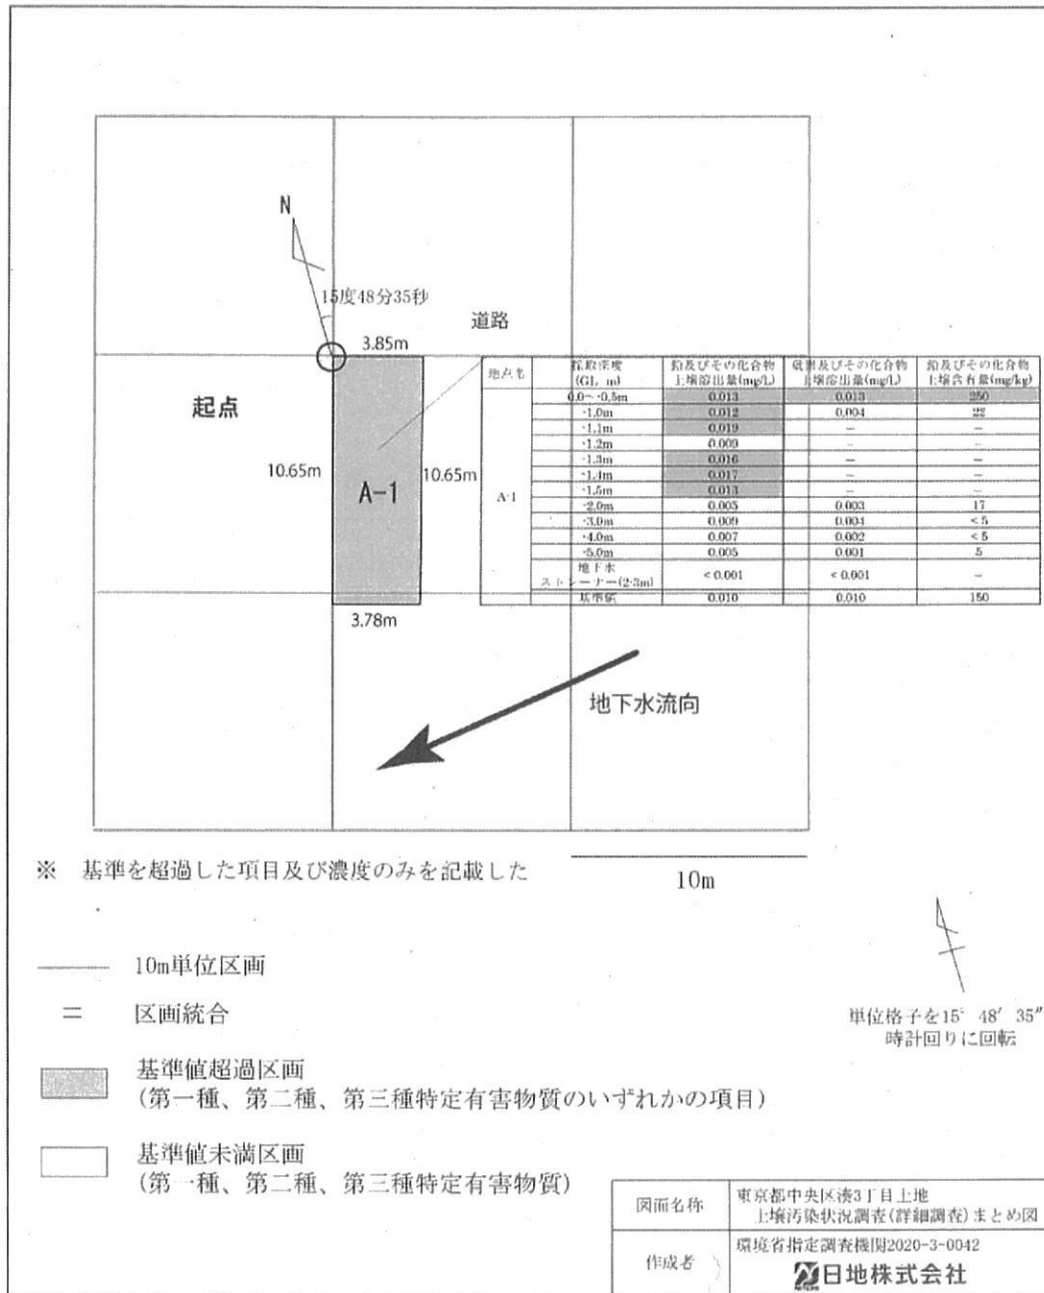 N
15度48分35秒
道路
3.85m
起点
10.65m
A-1
10.65m
3.78m
地点名 採取深度 鉛及びその化合物 砒素及びその化合物 鉛及びその化合物
(GL, m) 土壌溶出量(mg/L) 土壌溶出量(mg/L) 土壌含有量(mg/kg)
A-1
0.0～-0.5m 0.013 0.013 250
-1.0m 0.012 0.004 22
-1.1m 0.019 － －
-1.2m 0.009 － －
-1.3m 0.016 － －
-1.4m 0.017 － －
-1.5m 0.013 － －
-2.0m 0.005 0.003 17
-3.0m 0.009 0.004 < 5
-4.0m 0.007 0.002 < 5
-5.0m 0.005 0.001 5
地下水
ストレーナー(2-3m) < 0.001 < 0.001 －
基準値 0.010 0.010 150
地下水流向
※ 基準を超過した項目及び濃度のみを記載した
10m
10m単位区画
区画統合
単位格子を15° 48′ 35″
時計回りに回転
基準値超過区画
(第一種、第二種、第三種特定有害物質のいずれかの項目)
基準値未満区画
(第一種、第二種、第三種特定有害物質)
図面名称
東京都中央区湊3丁目土地
土壌汚染状況調査(詳細調査)まとめ図
作成者
環境省指定調査機関2020-3-0042
日地株式会社